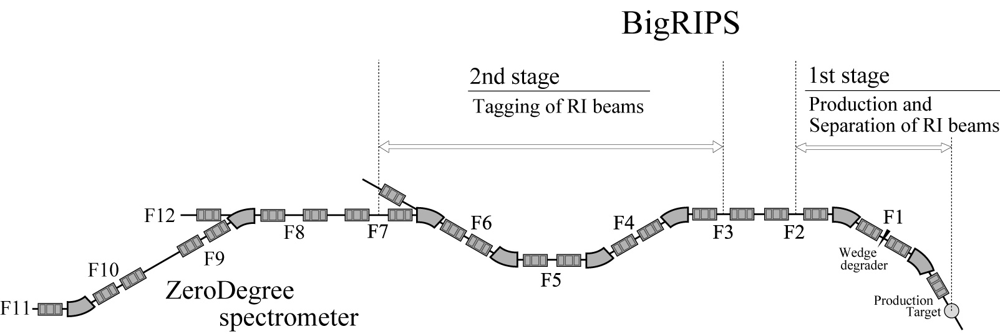 BigRIPS
2nd stage
Tagging of RI beams
1st stage
Production and
Separation of RI beams
F12
F8
F7
F6
F4
F3
F2
F1
F9
F5
Wedge
degrader
F10
ZeroDegree
spectrometer
F11
Production
Target